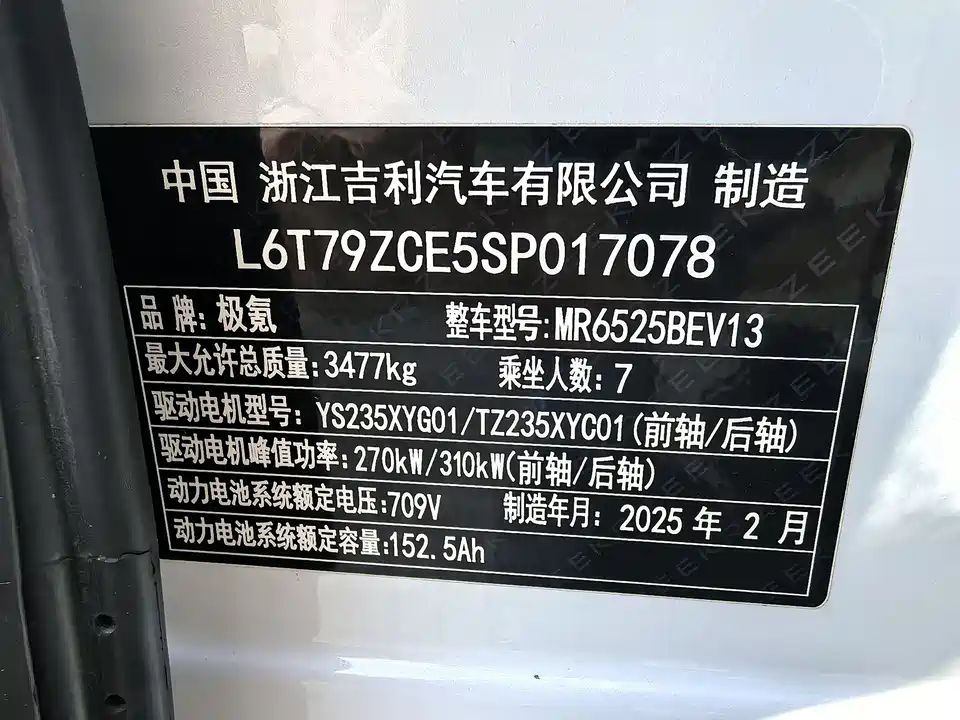 中国 浙江吉利汽车有限公司 制造
L6T79ZCE5SP017078
品 牌: 极氪 整车型号:MR6525BEV13
最大允许总质量:3477kg 乘坐人数: 7
驱动电机型号: YS235XYG01/TZ235XYC01(前轴/后轴)
驱动电机峰值功率:270kW/310kW(前轴/后轴)
动力电池系统额定电压:709V 制造年月: 2025 年 2 月
动力电池系统额定容量:152.5Ah